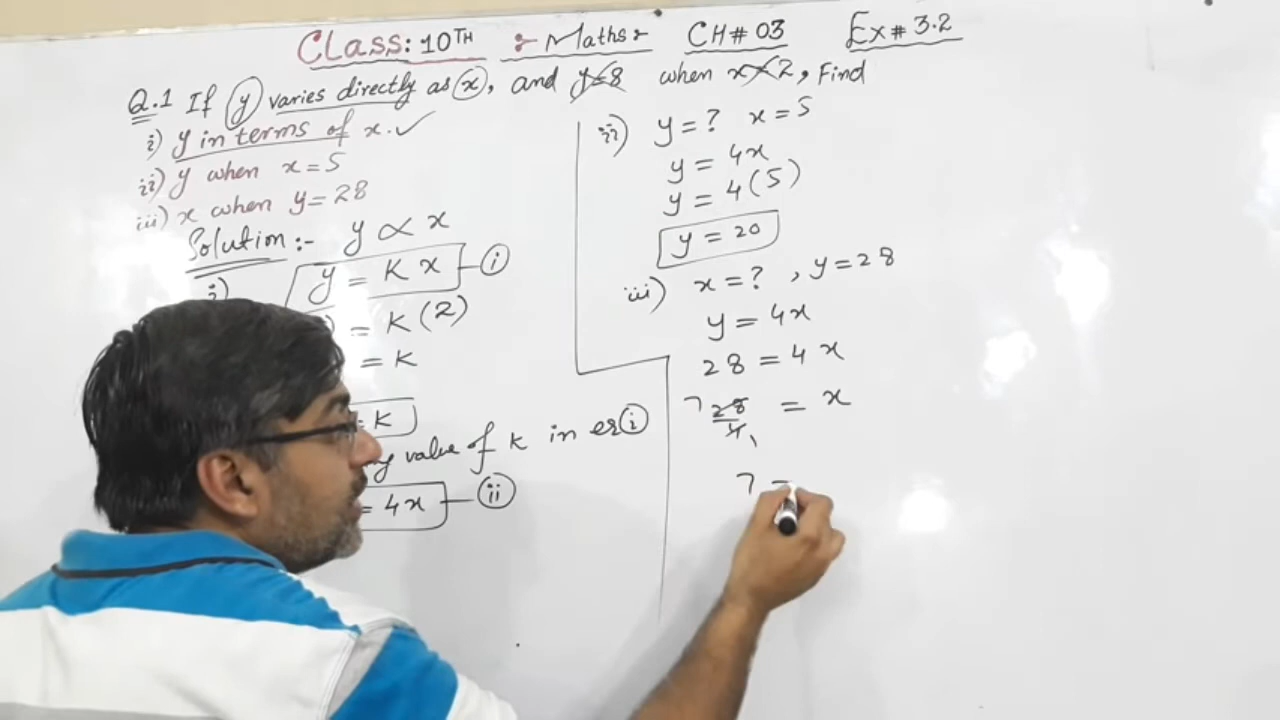 Class: 10TH :- Maths:- CH# 03 Ex# 3.2
Q.1 If y varies directly as x, and y=8 when x=2, Find
i) y in terms of x. ✓
ii) y when x=5
iii) x when y=28
Solution:- y ∝ x
i)
y = K x — i
= K (2)
= K
= K
value of K in eq i
= 4x — ii
ii) y=? x=5
y = 4x
y = 4(5)
y = 20
iii) x=? , y=28
y = 4x
28 = 4x
7 28/4 1 = x
7 =